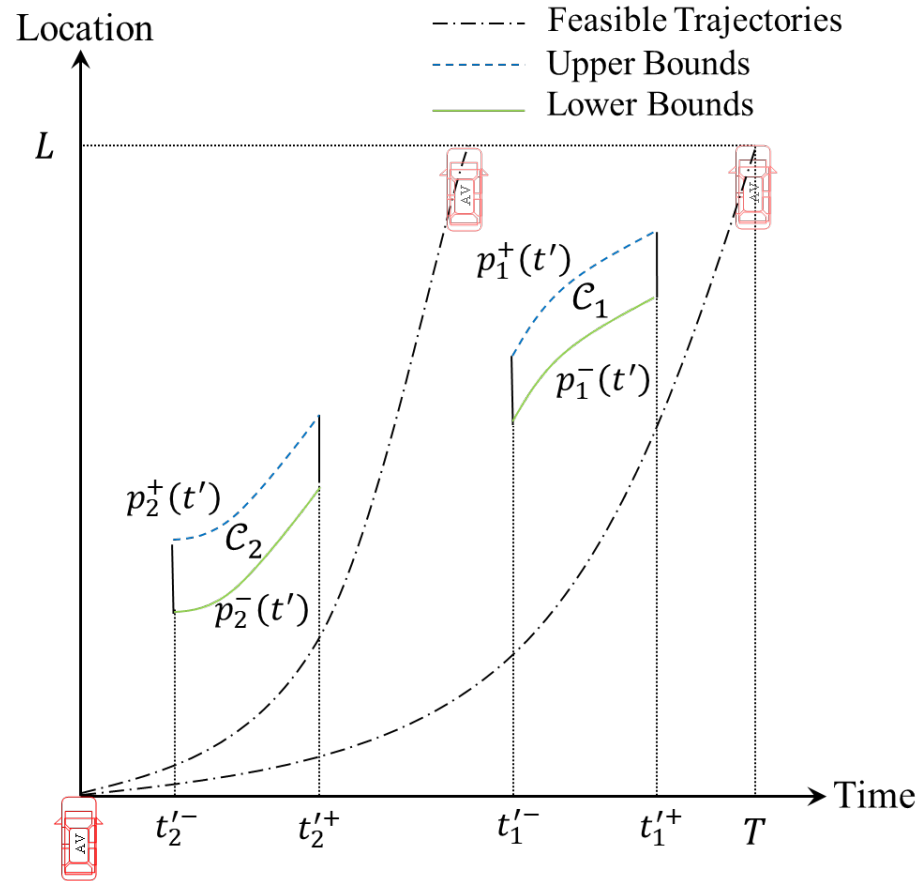 Location
Feasible Trajectories
Upper Bounds
Lower Bounds
L
AV
AV
p₁⁺(t′)
𝒞₁
p₁⁻(t′)
p₂⁺(t′)
𝒞₂
p₂⁻(t′)
Time
t₂′⁻ t₂′⁺ t₁′⁻ t₁′⁺ T
AV